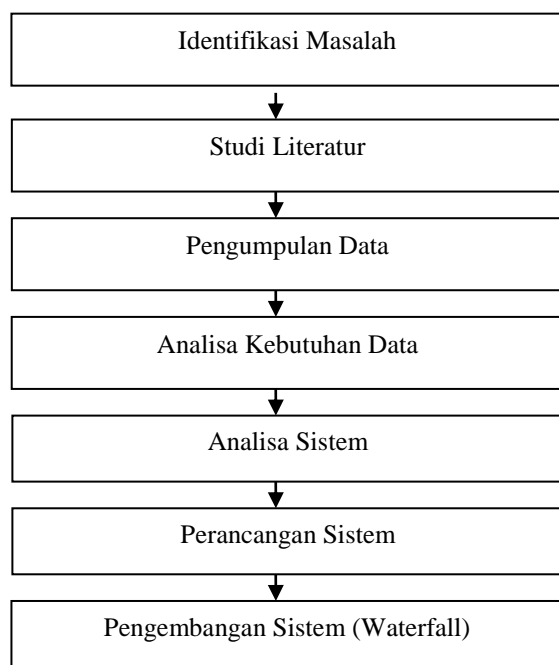 Identifikasi Masalah
Studi Literatur
Pengumpulan Data
Analisa Kebutuhan Data
Analisa Sistem
Perancangan Sistem
Pengembangan Sistem (Waterfall)